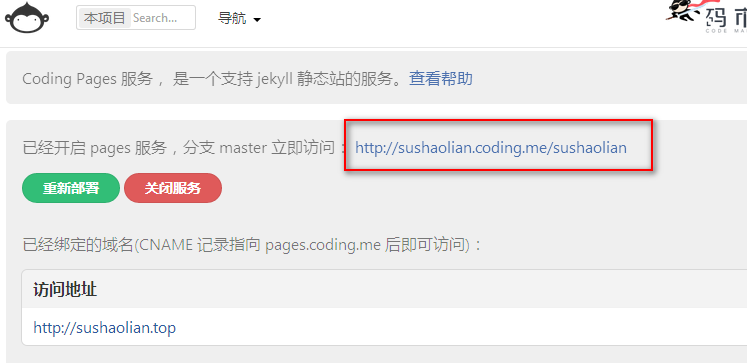 本项目 Search... 导航
码市
CODE MA
Coding Pages 服务， 是一个支持 jekyll 静态站的服务。查看帮助
已经开启 pages 服务，分支 master 立即访问： http://sushaolian.coding.me/sushaolian
重新部署 关闭服务
已经绑定的域名(CNAME 记录指向 pages.coding.me 后即可访问)：
访问地址
http://sushaolian.top